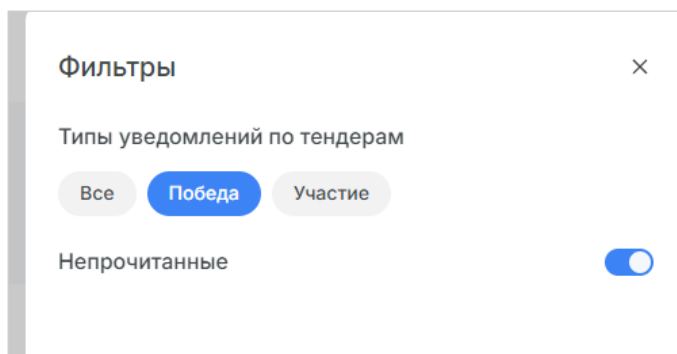 Фильтры
Типы уведомлений по тендерам
Все Победа Участие
Непрочитанные